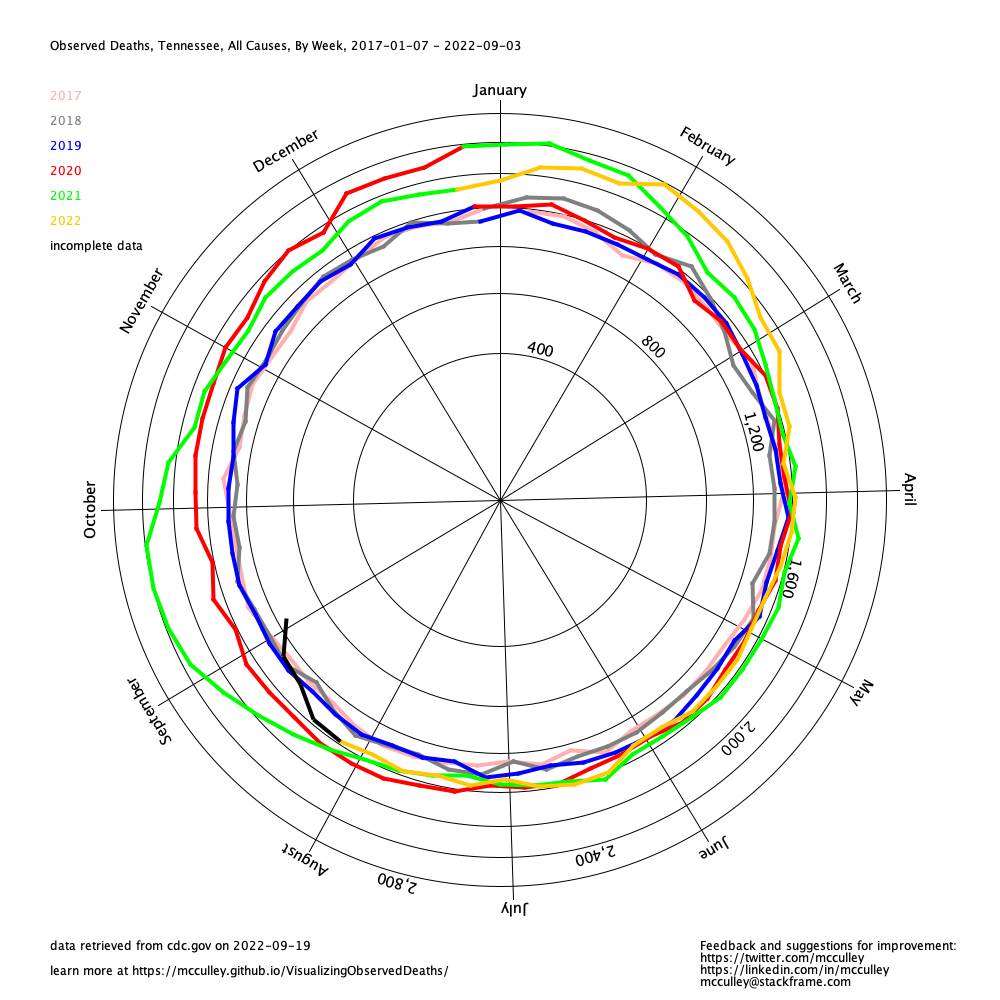 Observed Deaths, Tennessee, All Causes, By Week, 2017-01-07 - 2022-09-03
2017
2018
2019
2020
2021
2022
incomplete data
January
February
March
April
May
June
July
August
September
October
November
December
400
800
1,200
1,600
2,000
2,400
2,800
data retrieved from cdc.gov on 2022-09-19
learn more at https://mcculley.github.io/VisualizingObservedDeaths/
Feedback and suggestions for improvement:
https://twitter.com/mcculley
https://linkedin.com/in/mcculley
mcculley@stackframe.com